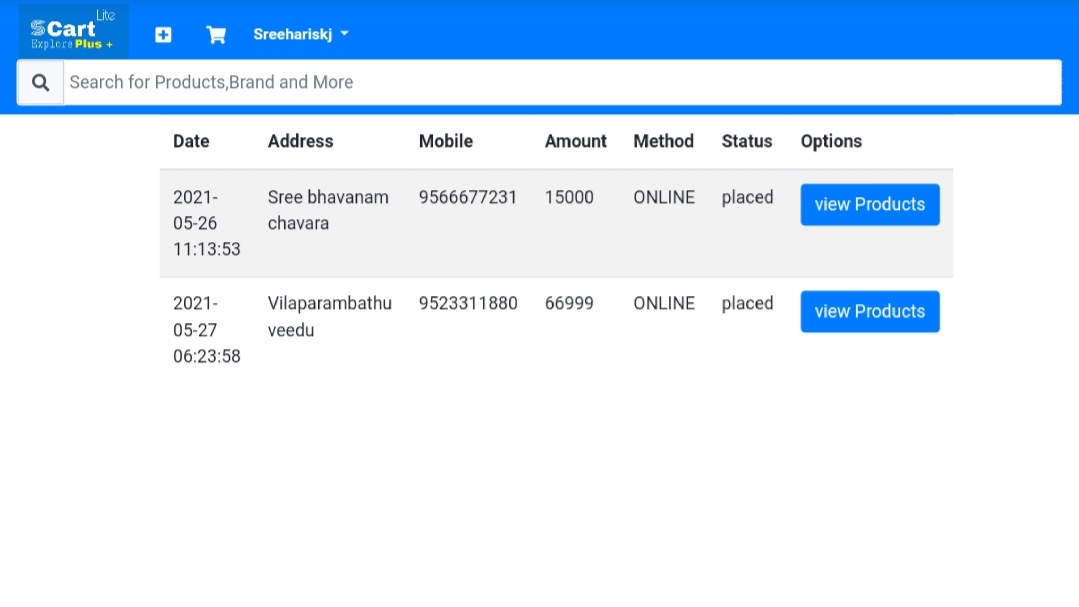 Lite
SCart
Explore Plus +
Sreehariskj
Search for Products,Brand and More
Date Address Mobile Amount Method Status Options
2021- Sree bhavanam 9566677231 15000 ONLINE placed view Products
05-26 chavara
11:13:53
2021- Vilaparambathu 9523311880 66999 ONLINE placed view Products
05-27 veedu
06:23:58